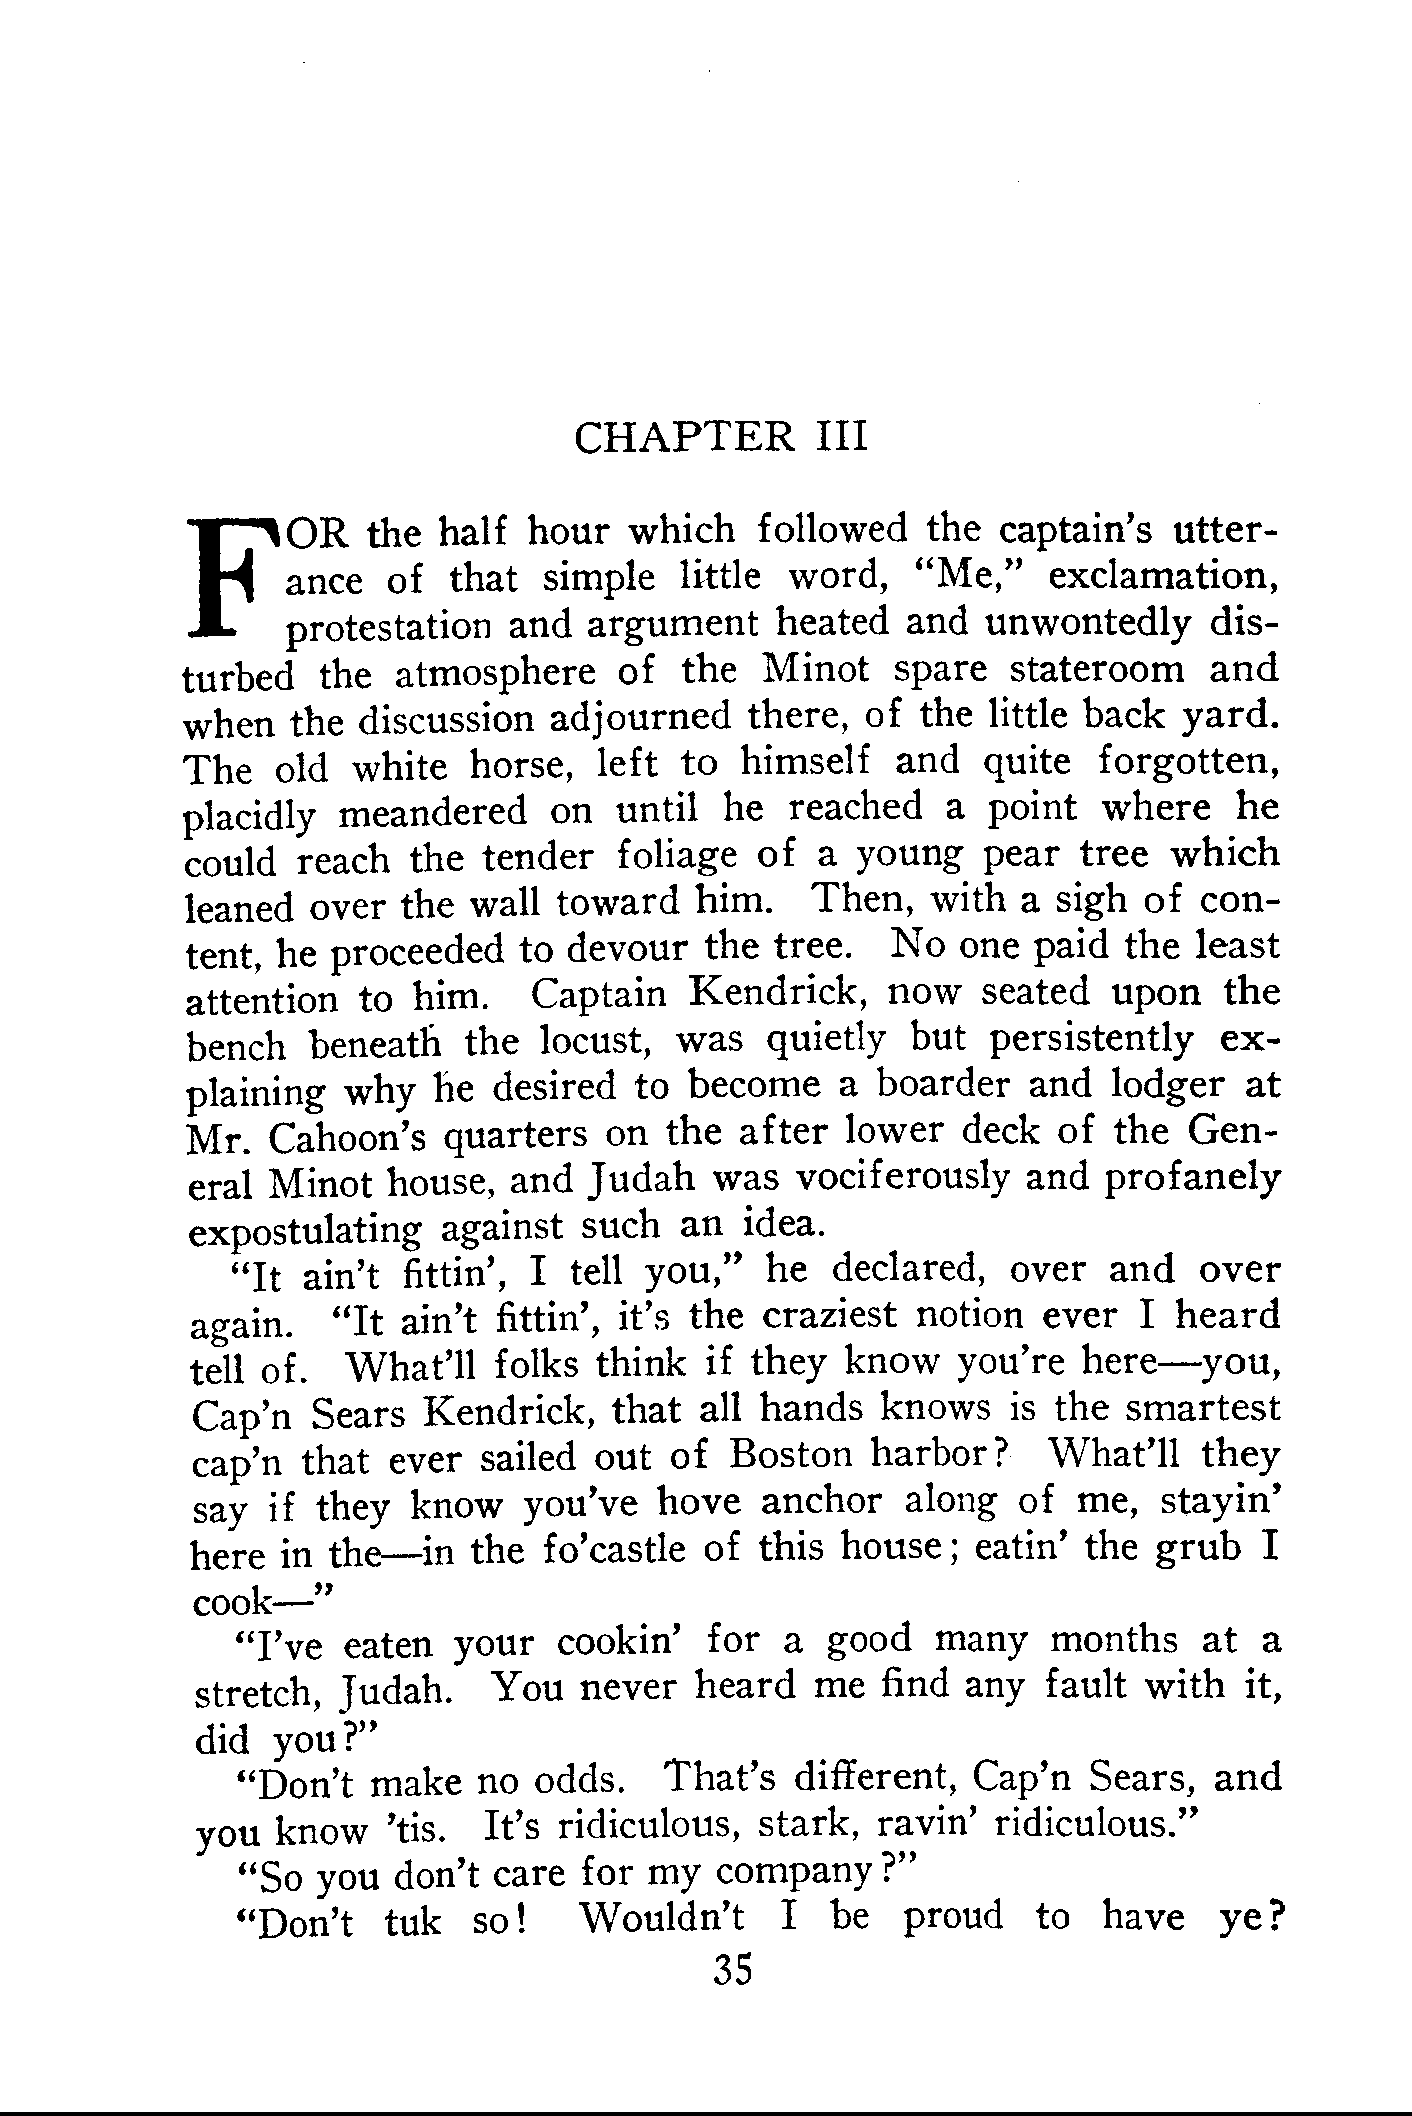 CHAPTER III
FOR the half hour which followed the captain's utter-
ance of that simple little word, "Me," exclamation,
protestation and argument heated and unwontedly dis-
turbed the atmosphere of the Minot spare stateroom and
when the discussion adjourned there, of the little back yard.
The old white horse, left to himself and quite forgotten,
placidly meandered on until he reached a point where he
could reach the tender foliage of a young pear tree which
leaned over the wall toward him. Then, with a sigh of con-
tent, he proceeded to devour the tree. No one paid the least
attention to him. Captain Kendrick, now seated upon the
bench beneath the locust, was quietly but persistently ex-
plaining why he desired to become a boarder and lodger at
Mr. Cahoon's quarters on the after lower deck of the Gen-
eral Minot house, and Judah was vociferously and profanely
expostulating against such an idea.
"It ain't fittin', I tell you," he declared, over and over
again. "It ain't fittin', it's the craziest notion ever I heard
tell of. What'll folks think if they know you're here—you,
Cap'n Sears Kendrick, that all hands knows is the smartest
cap'n that ever sailed out of Boston harbor? What'll they
say if they know you've hove anchor along of me, stayin'
here in the—in the fo'castle of this house; eatin' the grub I
cook—"
"I've eaten your cookin' for a good many months at a
stretch, Judah. You never heard me find any fault with it,
did you?"
"Don't make no odds. That's different, Cap'n Sears, and
you know 'tis. It's ridiculous, stark, ravin' ridiculous."
"So you don't care for my company?"
"Don't tuk so! Wouldn't I be proud to have ye?
35